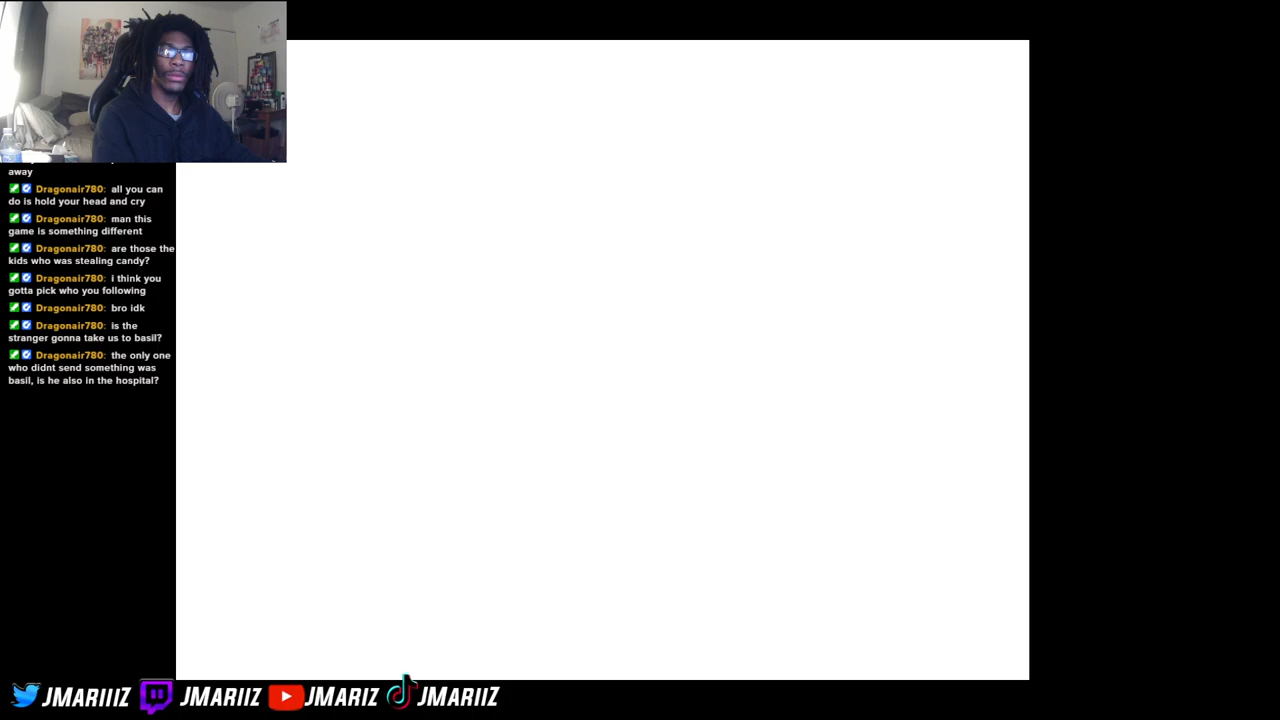 away
Dragonair780: all you can
do is hold your head and cry
Dragonair780: man this
game is something different
Dragonair780: are those the
kids who was stealing candy?
Dragonair780: i think you
gotta pick who you following
Dragonair780: bro idk
Dragonair780: is the
stranger gonna take us to basil?
Dragonair780: the only one
who didnt send something was
basil, is he also in the hospital?
JMARIIIZ JMARIIZ JMARIZ JMARIIZ